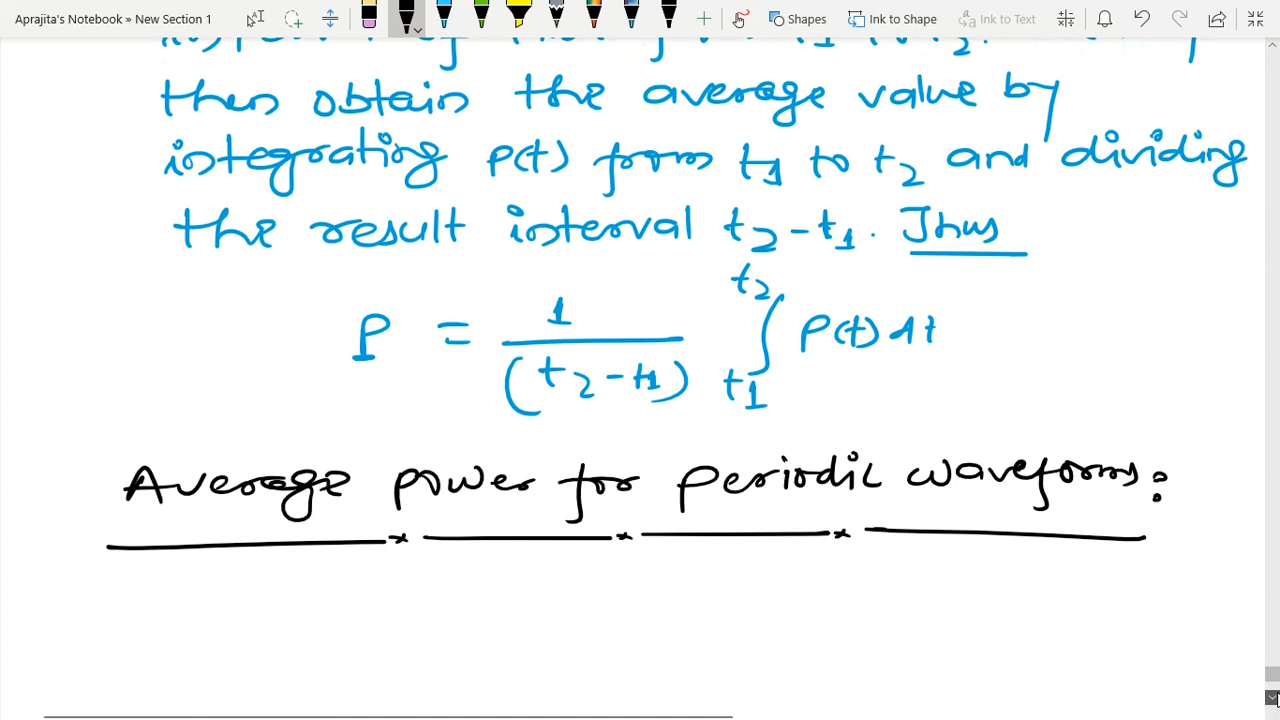 Aprajita's Notebook » New Section 1
Shapes
Ink to Shape
Ink to Text
then obtain the average value by
integrating P(t) from t1 to t2 and dividing
the result interval t2-t1. Thus
P = 1/(t2-t1) ∫t1t2 P(t) dt
Average power for periodic waveforms: